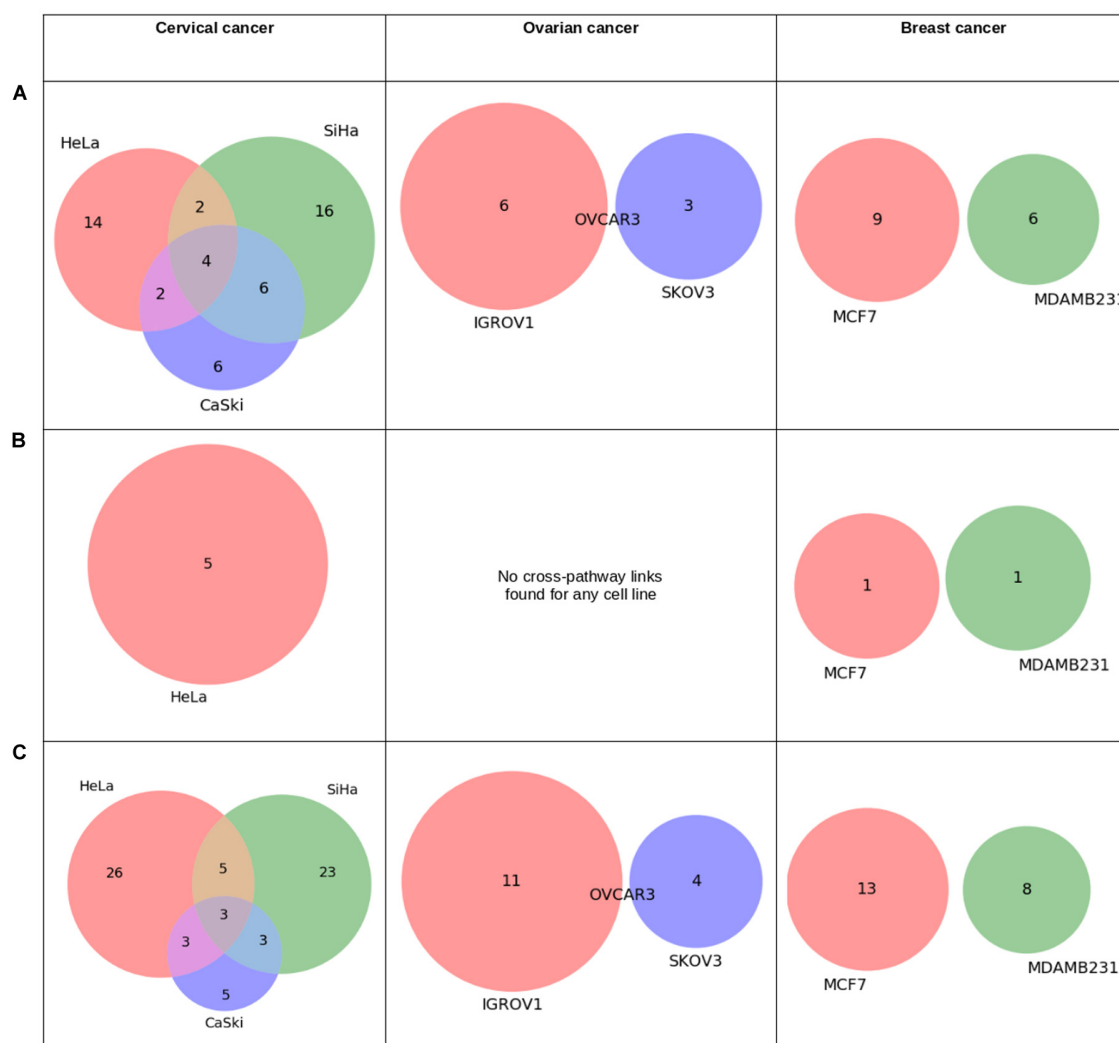 Cervical cancer
Ovarian cancer
Breast cancer
A
HeLa
SiHa
14
2
16
4
2
6
6
CaSki
6
OVCAR3
3
SKOV3
IGROV1
9
6
MCF7
MDAMB231
B
5
HeLa
No cross-pathway links
found for any cell line
1
1
MCF7
MDAMB231
C
HeLa
SiHa
26
5
23
3
3
3
5
CaSki
11
OVCAR3
4
SKOV3
IGROV1
13
8
MCF7
MDAMB231